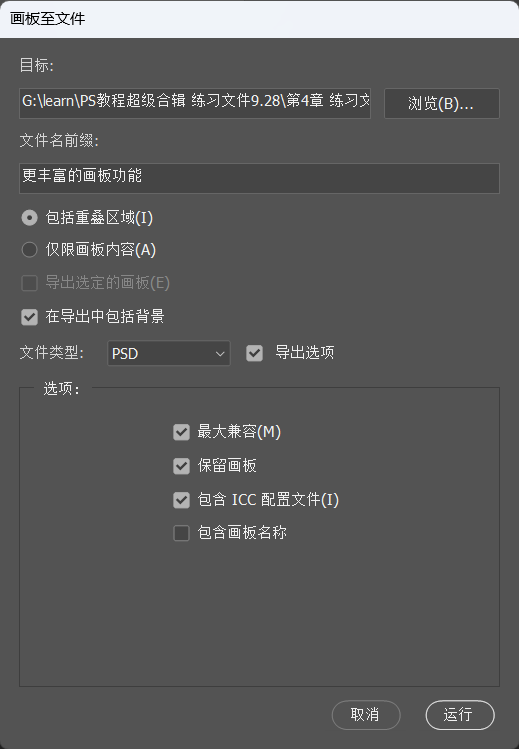 画板至文件
目标:
G:\learn\PS教程超级合辑 练习文件9.28\第4章 练习文
浏览(B)...
文件名前缀:
更丰富的画板功能
包括重叠区域(I)
仅限画板内容(A)
导出选定的画板(E)
在导出中包括背景
文件类型: PSD 导出选项
选项:
最大兼容(M)
保留画板
包含 ICC 配置文件(I)
包含画板名称
取消 运行